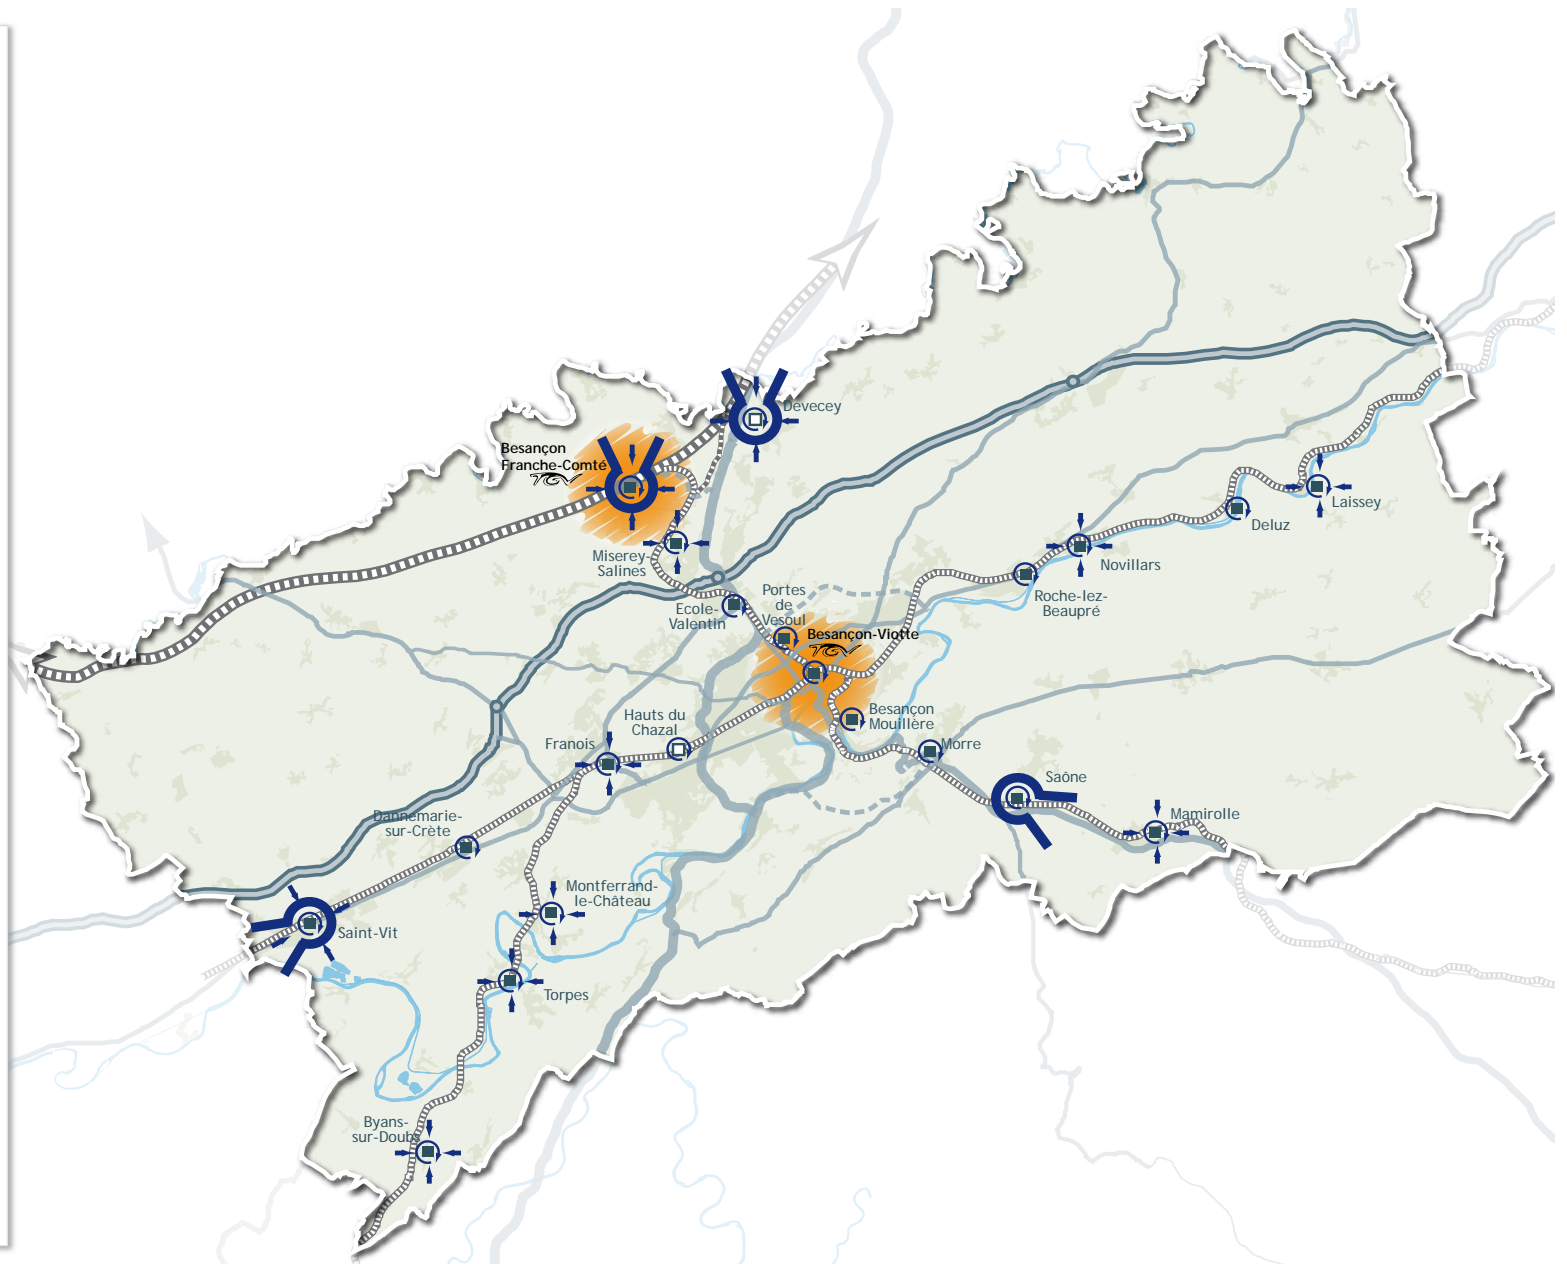 Devecey
Besançon
Franche-Comté
TGV
Miserey-
Salines
Ecole-
Valentin
Portes
de
Vesoul
Besançon-Viotte
TGV
Laissey
Deluz
Novillars
Roche-lez-
Beaupré
Besançon
Mouillère
Morre
Hauts du
Chazal
Franois
Saône
Mamirolle
Dannemarie-
sur-Crète
Montferrand-
le-Château
Saint-Vit
Torpes
Byans-
sur-Doubs